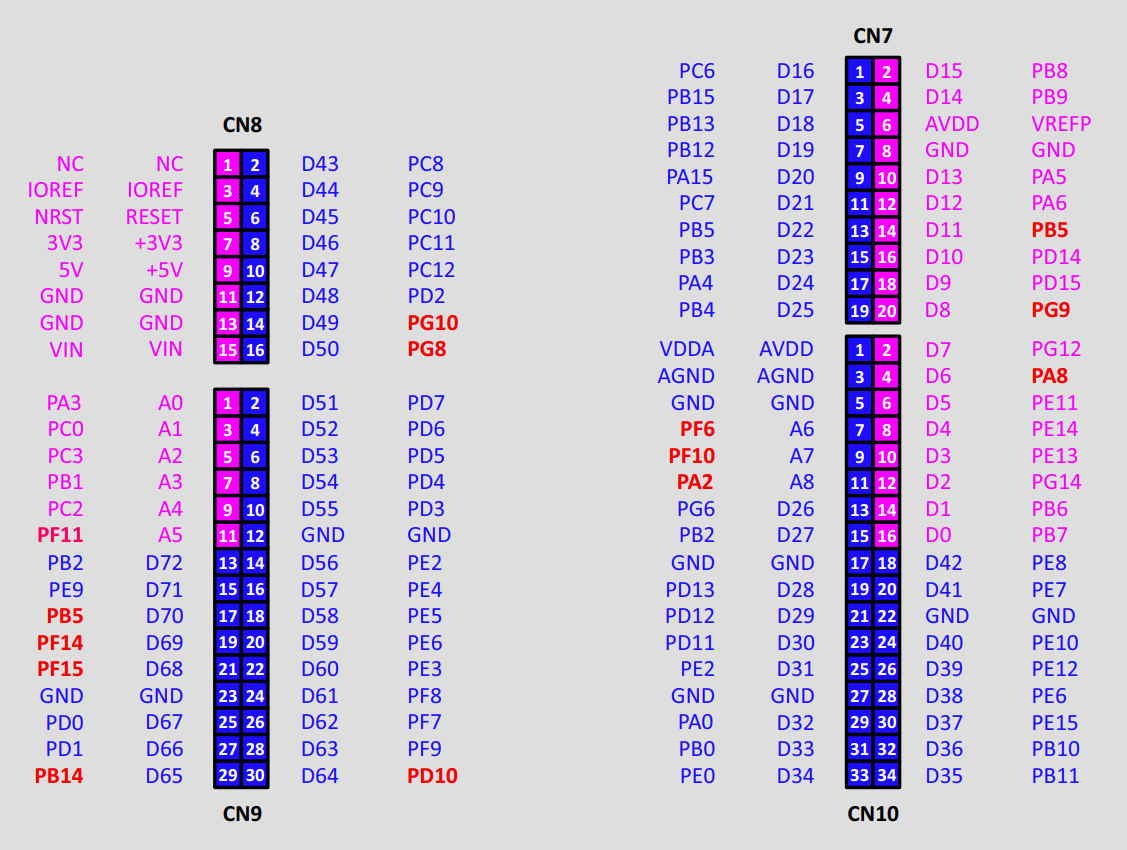 CN8
NC NC 1 2 D43 PC8
IOREF IOREF 3 4 D44 PC9
NRST RESET 5 6 D45 PC10
3V3 +3V3 7 8 D46 PC11
5V +5V 9 10 D47 PC12
GND GND 11 12 D48 PD2
GND GND 13 14 D49 PG10
VIN VIN 15 16 D50 PG8
PA3 A0 1 2 D51 PD7
PC0 A1 3 4 D52 PD6
PC3 A2 5 6 D53 PD5
PB1 A3 7 8 D54 PD4
PC2 A4 9 10 D55 PD3
PF11 A5 11 12 GND GND
PB2 D72 13 14 D56 PE2
PE9 D71 15 16 D57 PE4
PB5 D70 17 18 D58 PE5
PF14 D69 19 20 D59 PE6
PF15 D68 21 22 D60 PE3
GND GND 23 24 D61 PF8
PD0 D67 25 26 D62 PF7
PD1 D66 27 28 D63 PF9
PB14 D65 29 30 D64 PD10
CN9
CN7
PC6 D16 1 2 D15 PB8
PB15 D17 3 4 D14 PB9
PB13 D18 5 6 AVDD VREFP
PB12 D19 7 8 GND GND
PA15 D20 9 10 D13 PA5
PC7 D21 11 12 D12 PA6
PB5 D22 13 14 D11 PB5
PB3 D23 15 16 D10 PD14
PA4 D24 17 18 D9 PD15
PB4 D25 19 20 D8 PG9
VDDA AVDD 1 2 D7 PG12
AGND AGND 3 4 D6 PA8
GND GND 5 6 D5 PE11
PF6 A6 7 8 D4 PE14
PF10 A7 9 10 D3 PE13
PA2 A8 11 12 D2 PG14
PG6 D26 13 14 D1 PB6
PB2 D27 15 16 D0 PB7
GND GND 17 18 D42 PE8
PD13 D28 19 20 D41 PE7
PD12 D29 21 22 GND GND
PD11 D30 23 24 D40 PE10
PE2 D31 25 26 D39 PE12
GND GND 27 28 D38 PE6
PA0 D32 29 30 D37 PE15
PB0 D33 31 32 D36 PB10
PE0 D34 33 34 D35 PB11
CN10